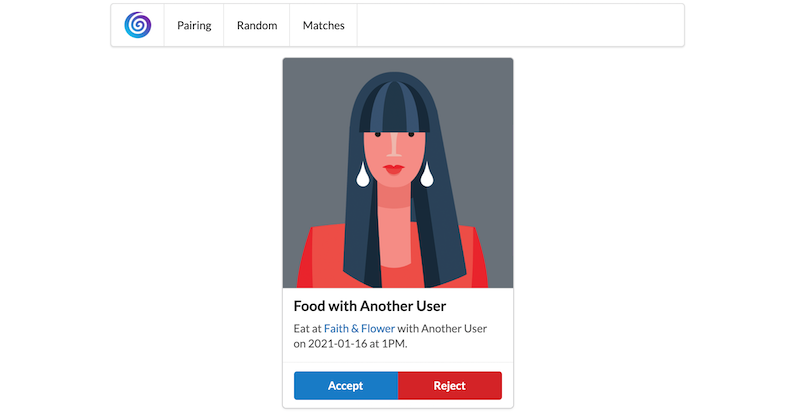 Pairing Random Matches
Food with Another User
Eat at Faith & Flower with Another User
on 2021-01-16 at 1PM.
Accept Reject